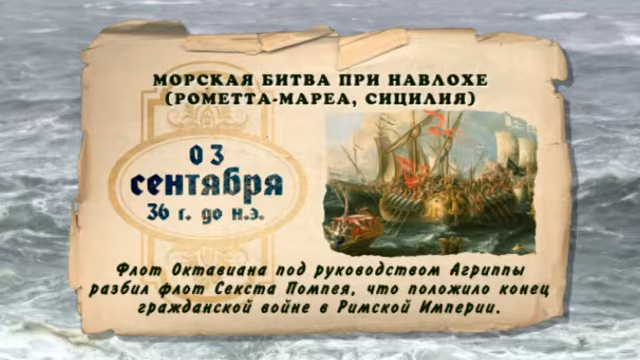 МОРСКАЯ БИТВА ПРИ НАВЛОХЕ
(РОМЕТТА-МАРЕА, СИЦИЛИЯ)
03
сентября
36 г. до н.э.
Флот Октавиана под руководством Агриппы
разбил флот Секста Помпея, что положило конец
гражданской войне в Римской Империи.